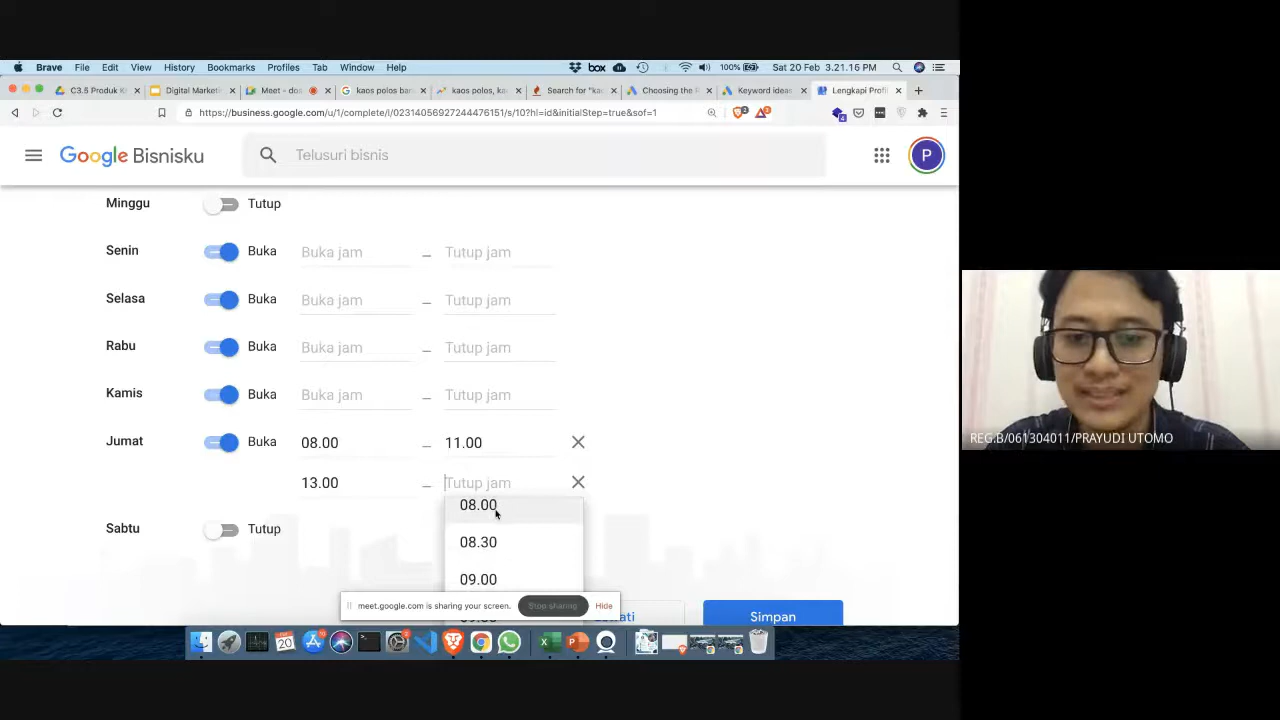 Brave File Edit View History Bookmarks Profiles Tab Window Help box 100% Sat 20 Feb 3.21.16 PM
C3.5 Produk K Digital Marketin Meet - doo kaos polos ban kaos polos, ka Search for "ka Choosing the F Keyword ideas Lengkapi Profil
https://business.google.com/u/1/complete/l/02314056927244476151/s/10?hl=id&initialStep=true&sof=1
Google Bisnisku
Telusuri bisnis
P
Minggu Tutup
Senin Buka Buka jam – Tutup jam
Selasa Buka Buka jam – Tutup jam
Rabu Buka Buka jam – Tutup jam
Kamis Buka Buka jam – Tutup jam
Jumat Buka 08.00 – 11.00
13.00 – Tutup jam
08.00
Sabtu Tutup
08.30
09.00
meet.google.com is sharing your screen. Stop sharing Hide
Simpan
REG.B/061304011/PRAYUDI UTOMO